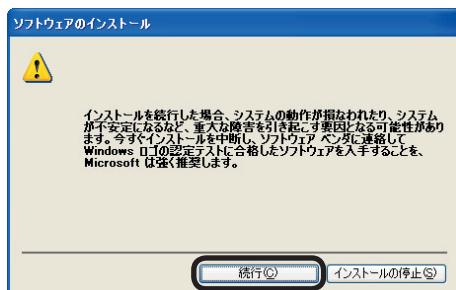 ソフトウェアのインストール
インストールを続行した場合、システムの動作が損なわれたり、システム
が不安定になるなど、重大な障害を引き起こす要因となる可能性があり
ます。今すぐインストールを中断し、ソフトウェア ベンダに連絡して
Windows ロゴの認定テストに合格したソフトウェアを入手することを、
Microsoft は強く推奨します。
続行(C)
インストールの停止(S)